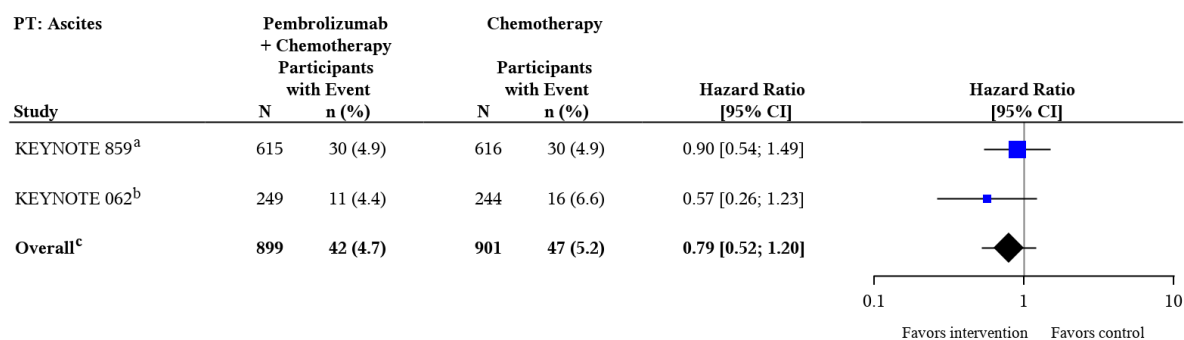 PT: Ascites Pembrolizumab Chemotherapy
+ Chemotherapy
Participants Participants
with Event with Event Hazard Ratio Hazard Ratio
Study N n (%) N n (%) [95% CI] [95% CI]
KEYNOTE 859a 615 30 (4.9) 616 30 (4.9) 0.90 [0.54; 1.49]
KEYNOTE 062b 249 11 (4.4) 244 16 (6.6) 0.57 [0.26; 1.23]
Overallc 899 42 (4.7) 901 47 (5.2) 0.79 [0.52; 1.20]
0.1 1 10
Favors intervention Favors control